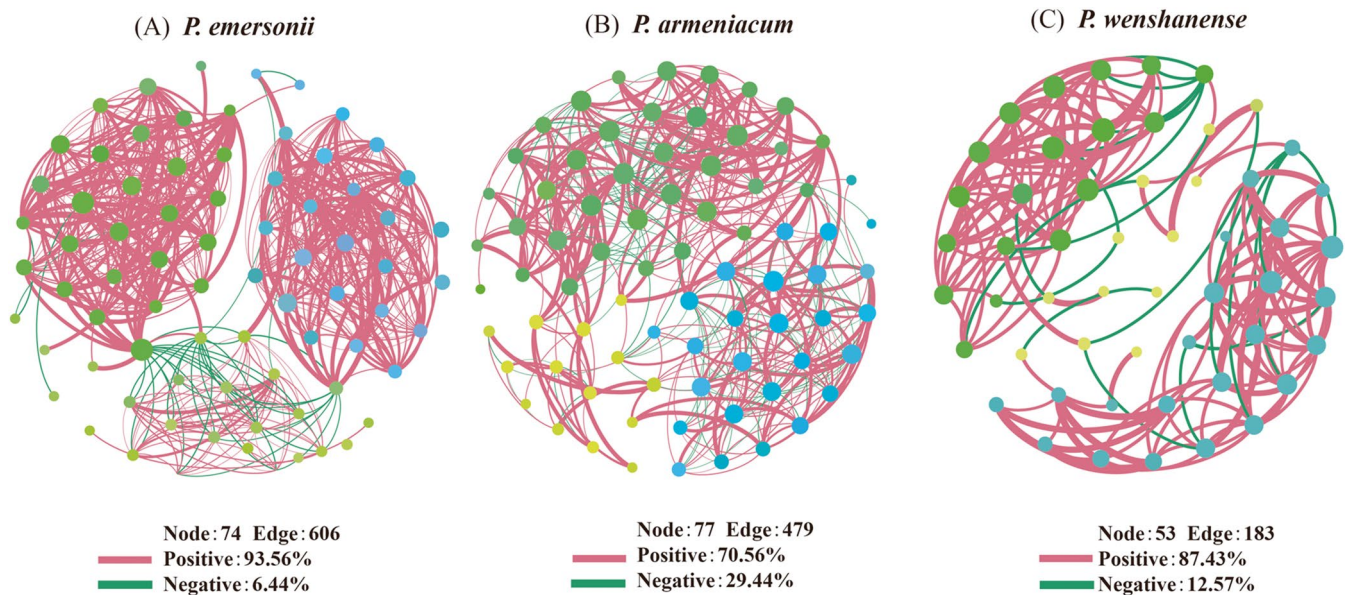 (A) P. emersonii
(B) P. armeniacum
(C) P. wenshanense
Node:74 Edge:606
Positive:93.56%
Negative:6.44%
Node:77 Edge:479
Positive:70.56%
Negative:29.44%
Node:53 Edge:183
Positive:87.43%
Negative:12.57%